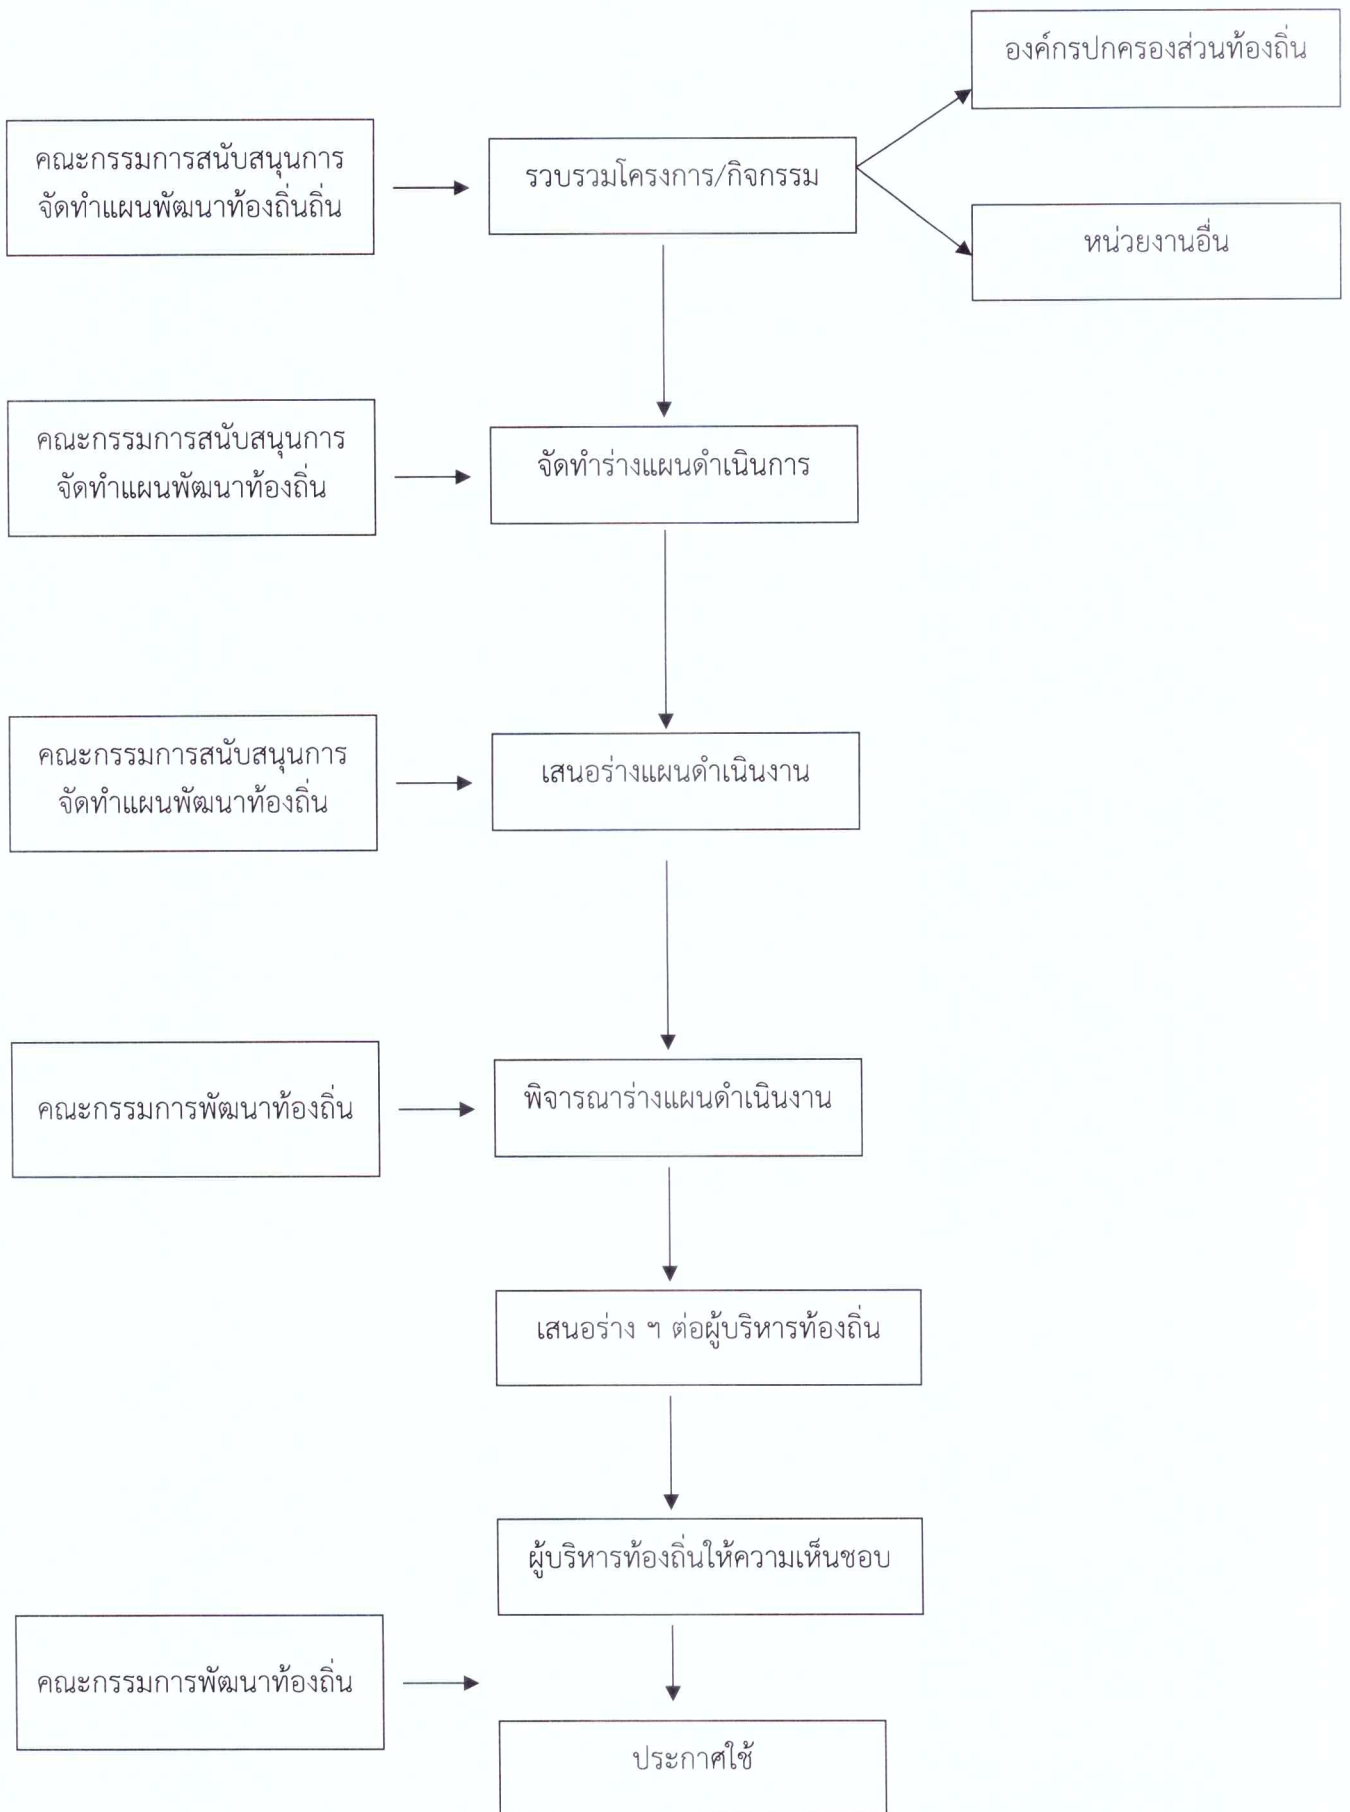 องค์กรปกครองส่วนท้องถิ่น
คณะกรรมการสนับสนุนการ
จัดทำแผนพัฒนาท้องถิ่นถิ่น
รวบรวมโครงการ/กิจกรรม
หน่วยงานอื่น
คณะกรรมการสนับสนุนการ
จัดทำแผนพัฒนาท้องถิ่น
จัดทำร่างแผนดำเนินการ
คณะกรรมการสนับสนุนการ
จัดทำแผนพัฒนาท้องถิ่น
เสนอร่างแผนดำเนินงาน
คณะกรรมการพัฒนาท้องถิ่น
พิจารณาร่างแผนดำเนินงาน
เสนอร่าง ฯ ต่อผู้บริหารท้องถิ่น
ผู้บริหารท้องถิ่นให้ความเห็นชอบ
คณะกรรมการพัฒนาท้องถิ่น
ประกาศใช้